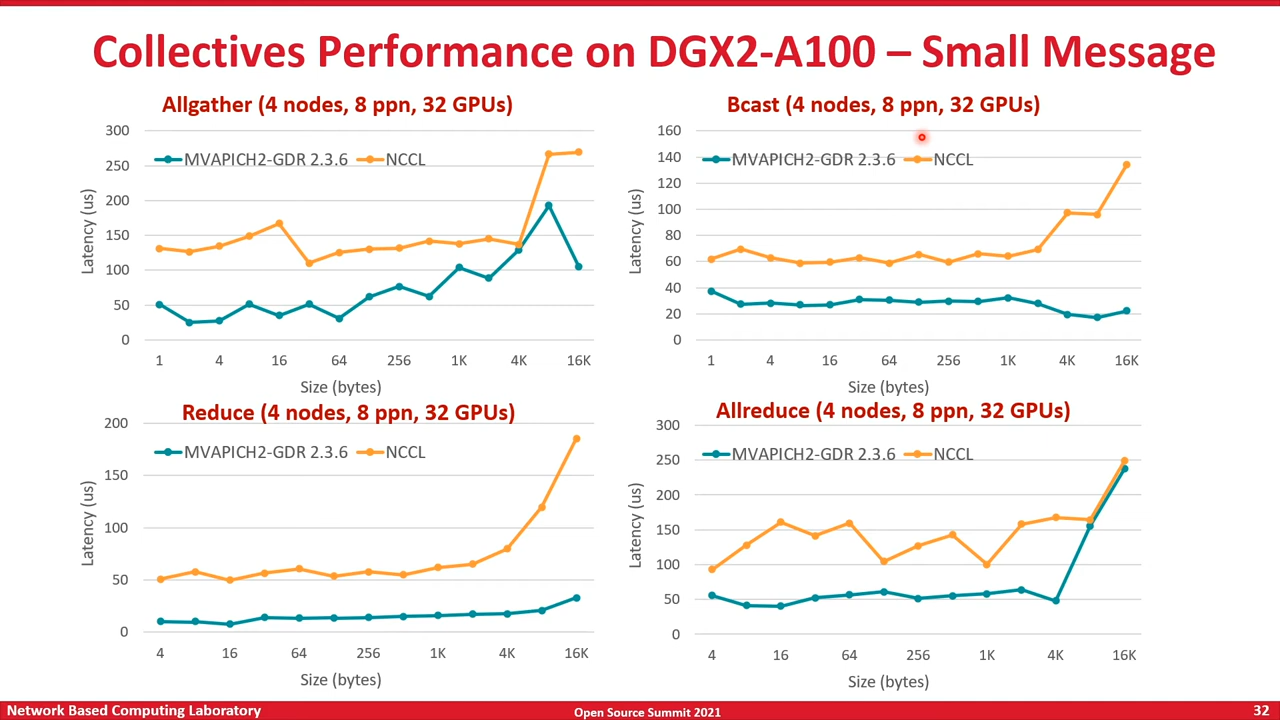 Collectives Performance on DGX2-A100 – Small Message
Allgather (4 nodes, 8 ppn, 32 GPUs)
300
250
200
150
100
50
0
Latency (us)
MVAPICH2-GDR 2.3.6
NCCL
1 4 16 64 256 1K 4K 16K
Size (bytes)
Bcast (4 nodes, 8 ppn, 32 GPUs)
160
140
120
100
80
60
40
20
0
Latency (us)
MVAPICH2-GDR 2.3.6
NCCL
1 4 16 64 256 1K 4K 16K
Size (bytes)
Reduce (4 nodes, 8 ppn, 32 GPUs)
200
150
100
50
0
Latency (us)
MVAPICH2-GDR 2.3.6
NCCL
4 16 64 256 1K 4K 16K
Size (bytes)
Allreduce (4 nodes, 8 ppn, 32 GPUs)
300
250
200
150
100
50
0
Latency (us)
MVAPICH2-GDR 2.3.6
NCCL
4 16 64 256 1K 4K 16K
Size (bytes)
Network Based Computing Laboratory
Open Source Summit 2021
32